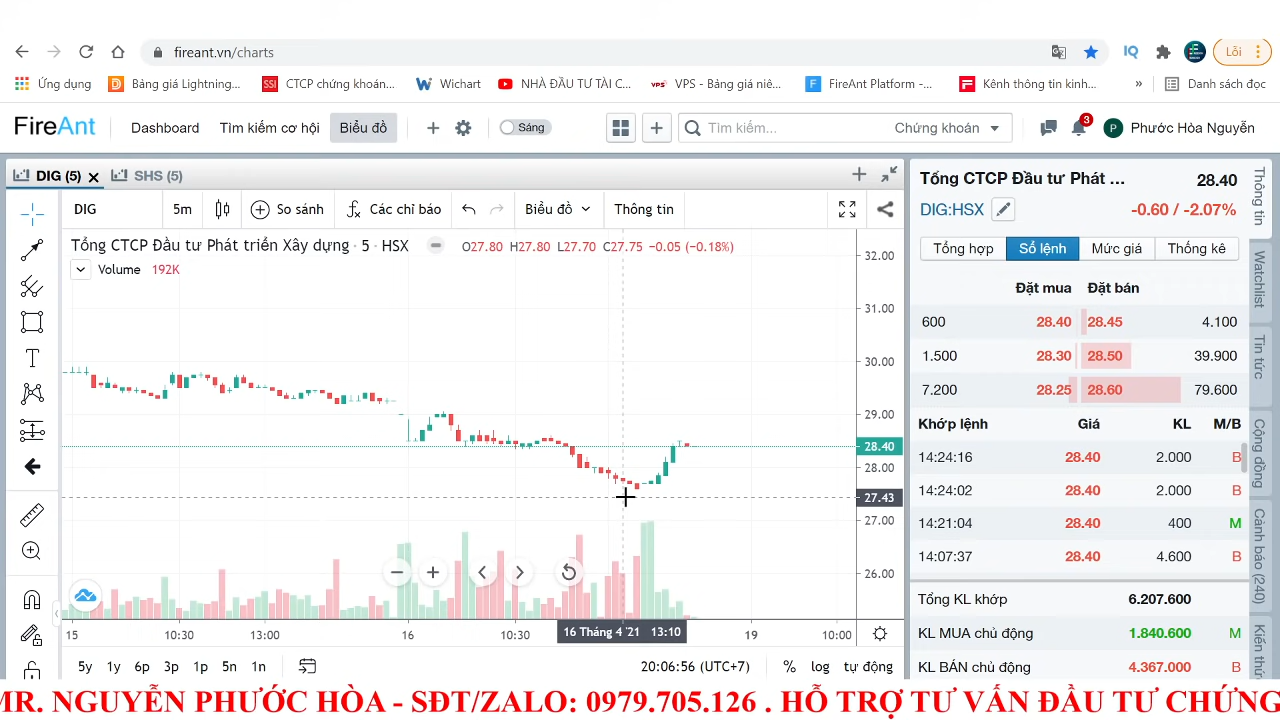 fireant.vn/charts
Lỗi
Ứng dụng
Bảng giá Lightning...
SSI CTCP chứng khoán...
Wichart
NHÀ ĐẦU TƯ TÀI C...
VPS - Bảng giá niê...
FireAnt Platform -...
Kênh thông tin kinh...
»
Danh sách đọc
FireAnt
Dashboard
Tìm kiếm cơ hội
Biểu đồ
Sáng
Tìm kiếm...
Chứng khoán
3
P Phước Hòa Nguyễn
DIG (5)
SHS (5)
DIG
5m
So sánh
Các chỉ báo
Biểu đồ
Thông tin
Tổng CTCP Đầu tư Phát triển Xây dựng · 5 · HSX
O27.80 H27.80 L27.70 C27.75 −0.05 (−0.18%)
Volume 192K
32.00
31.00
30.00
29.00
28.40
28.00
27.43
27.00
26.00
15 10:30 13:00 16 10:30 16 Tháng 4 '21 13:10 19 10:00
5y 1y 6p 3p 1p 5n 1n
20:06:56 (UTC+7)
% log tự động
Tổng CTCP Đầu tư Phát ... 28.40
DIG:HSX -0.60 / -2.07%
Tổng hợp Sổ lệnh Mức giá Thống kê
Đặt mua Đặt bán
600 28.40 28.45 4.100
1.500 28.30 28.50 39.900
7.200 28.25 28.60 79.600
Khớp lệnh Giá KL M/B
14:24:16 28.40 2.000 B
14:24:02 28.40 2.000 B
14:21:04 28.40 400 M
14:07:37 28.40 4.600 B
Tổng KL khớp 6.207.600
KL MUA chủ động 1.840.600 M
KL BÁN chủ động 4.367.000 B
Thông tin
Watchlist
Tin tức
Cộng đồng
Cảnh báo (240)
Kiến thức
MR. NGUYỄN PHƯỚC HÒA - SĐT/ZALO: 0979.705.126 . HỖ TRỢ TƯ VẤN ĐẦU TƯ CHỨNG